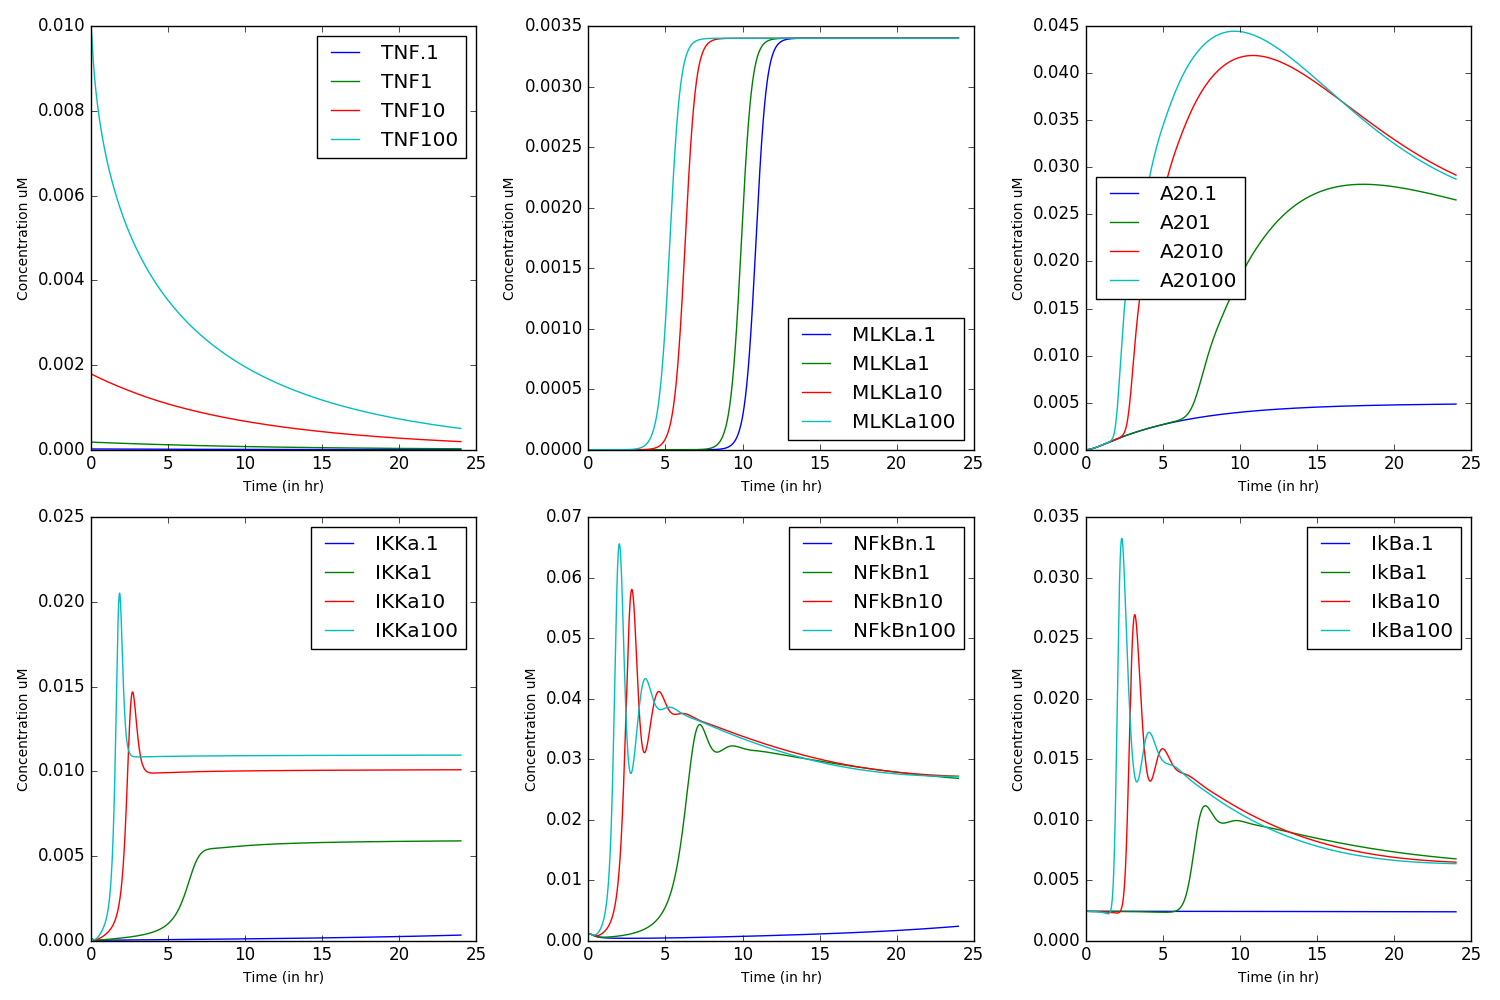 0.010
0.008
0.006
0.004
0.002
0.000
Concentration uM
TNF.1
TNF1
TNF10
TNF100
0 5 10 15 20 25
Time (in hr)
0.0035
0.0030
0.0025
0.0020
0.0015
0.0010
0.0005
0.0000
Concentration uM
MLKLa.1
MLKLa1
MLKLa10
MLKLa100
0 5 10 15 20 25
Time (in hr)
0.045
0.040
0.035
0.030
0.025
0.020
0.015
0.010
0.005
0.000
Concentration uM
A20.1
A201
A2010
A20100
0 5 10 15 20 25
Time (in hr)
0.025
0.020
0.015
0.010
0.005
0.000
Concentration uM
IKKa.1
IKKa1
IKKa10
IKKa100
0 5 10 15 20 25
Time (in hr)
0.07
0.06
0.05
0.04
0.03
0.02
0.01
0.00
Concentration uM
NFkBn.1
NFkBn1
NFkBn10
NFkBn100
0 5 10 15 20 25
Time (in hr)
0.035
0.030
0.025
0.020
0.015
0.010
0.005
0.000
Concentration uM
IkBa.1
IkBa1
IkBa10
IkBa100
0 5 10 15 20 25
Time (in hr)